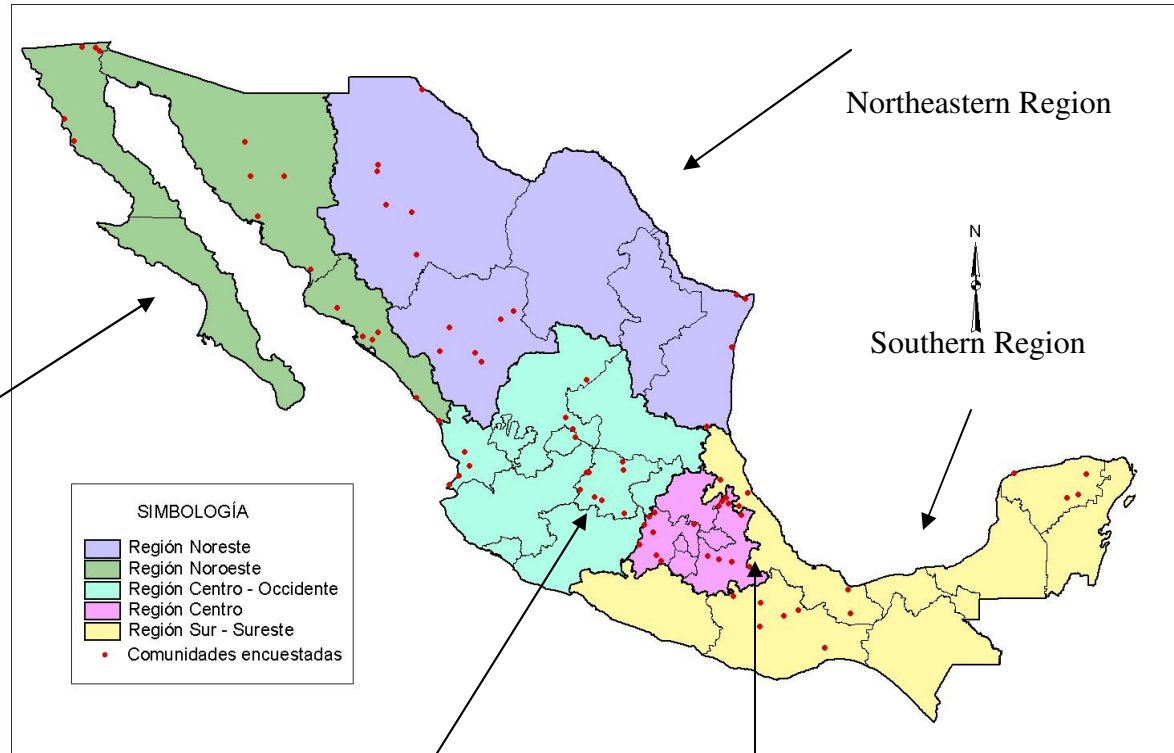 Northeastern Region
N
Southern Region
SIMBOLOGÍA
Región Noreste
Región Noroeste
Región Centro - Occidente
Región Centro
Región Sur - Sureste
Comunidades encuestadas